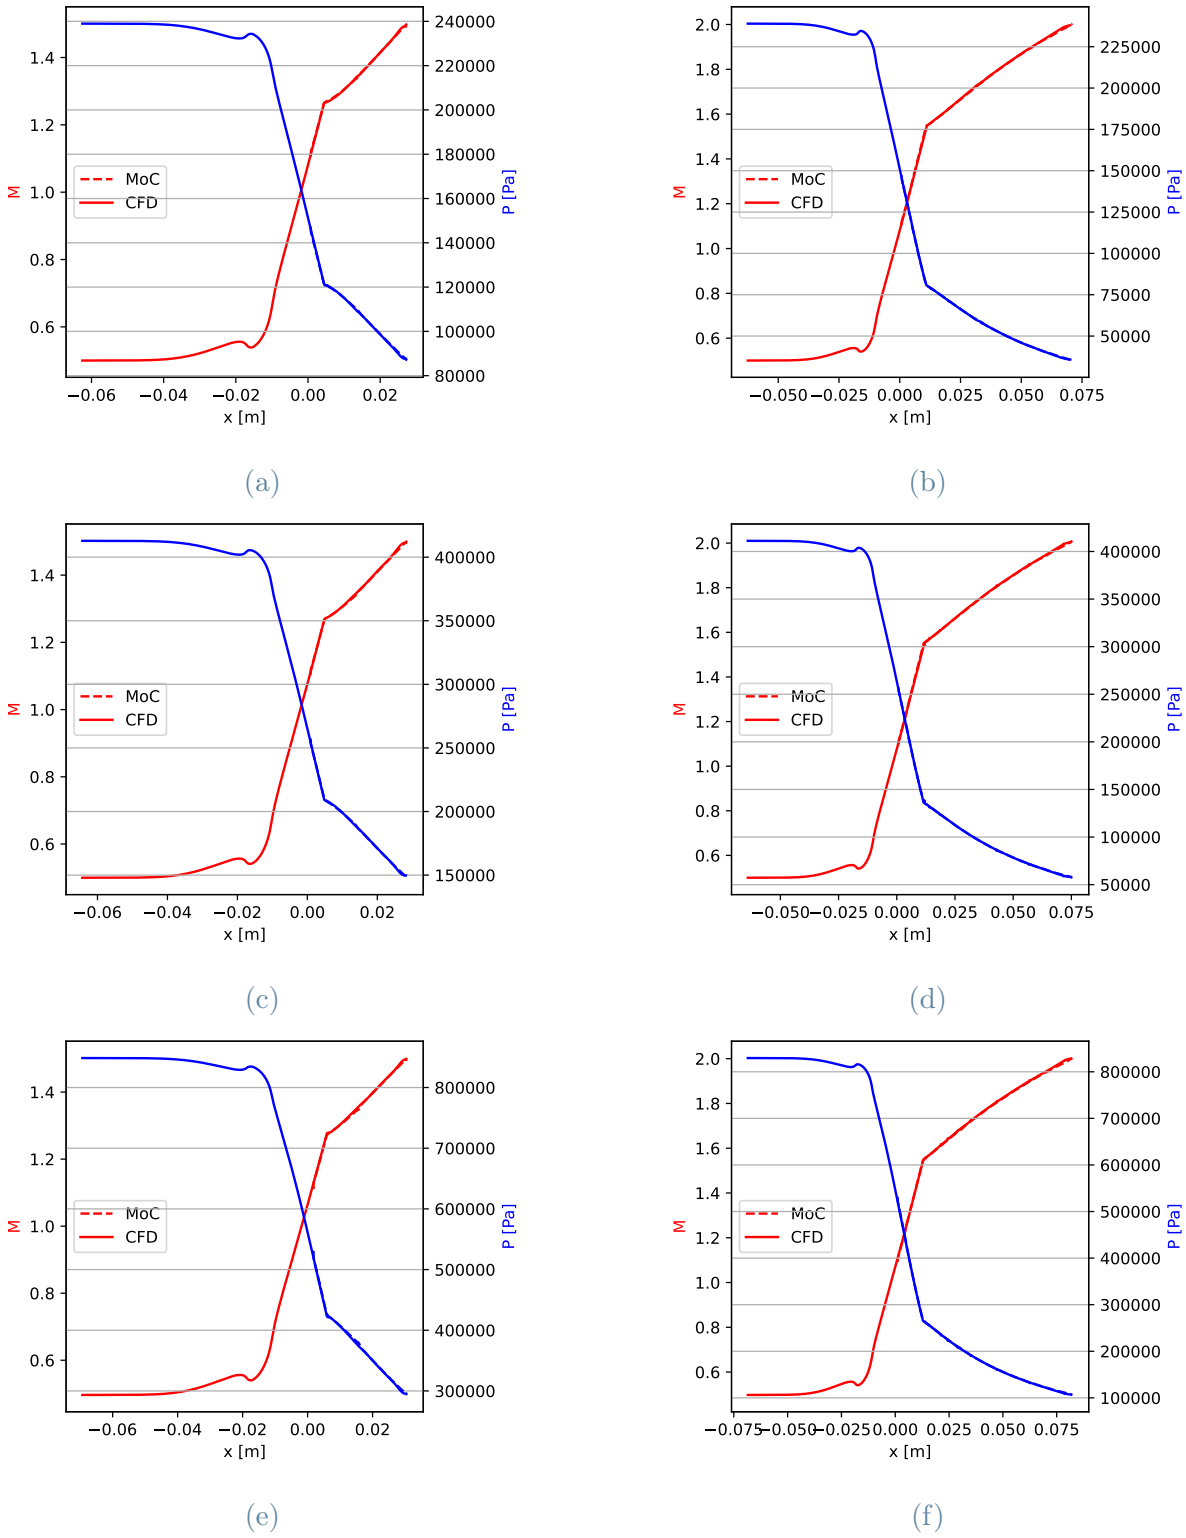 1.4
1.2
1.0
0.8
0.6
M
MoC
CFD
240000
220000
200000
180000
160000
140000
120000
100000
80000
P [Pa]
−0.06 −0.04 −0.02 0.00 0.02
x [m]
(a)
2.0
1.8
1.6
1.4
1.2
1.0
0.8
0.6
M
MoC
CFD
225000
200000
175000
150000
125000
100000
75000
50000
P [Pa]
−0.050 −0.025 0.000 0.025 0.050 0.075
x [m]
(b)
1.4
1.2
1.0
0.8
0.6
M
MoC
CFD
400000
350000
300000
250000
200000
150000
P [Pa]
−0.06 −0.04 −0.02 0.00 0.02
x [m]
(c)
2.0
1.8
1.6
1.4
1.2
1.0
0.8
0.6
M
MoC
CFD
400000
350000
300000
250000
200000
150000
100000
50000
P [Pa]
−0.050 −0.025 0.000 0.025 0.050 0.075
x [m]
(d)
1.4
1.2
1.0
0.8
0.6
M
MoC
CFD
800000
700000
600000
500000
400000
300000
P [Pa]
−0.06 −0.04 −0.02 0.00 0.02
x [m]
(e)
2.0
1.8
1.6
1.4
1.2
1.0
0.8
0.6
M
MoC
CFD
800000
700000
600000
500000
400000
300000
200000
100000
P [Pa]
−0.075 −0.050 −0.025 0.000 0.025 0.050 0.075
x [m]
(f)